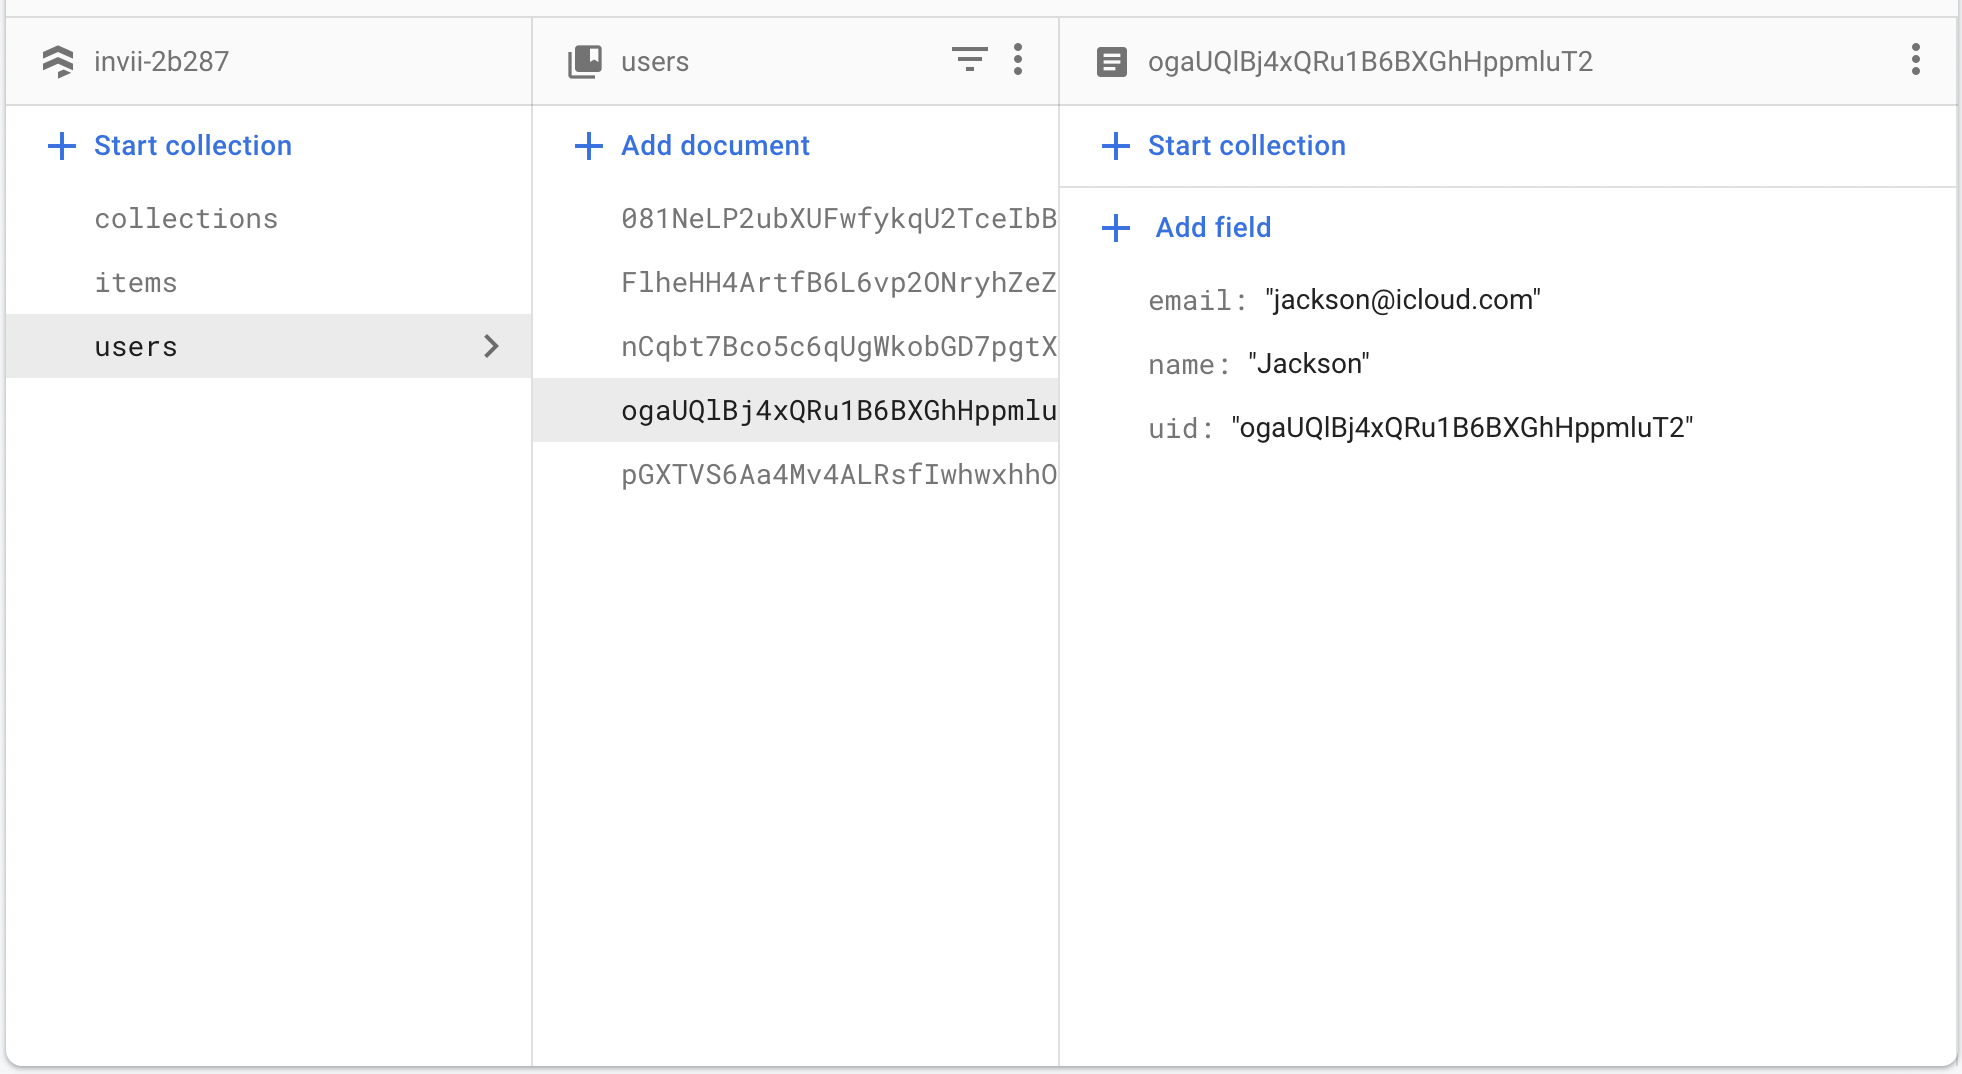 invii-2b287
Start collection
collections
items
users
users
Add document
081NeLP2ubXUFwfykqU2TceIbB
FlheHH4ArtfB6L6vp2ONryhZeZ
nCqbt7Bco5c6qUgWkobGD7pgtX
ogaUQlBj4xQRu1B6BXGhHppmlu
pGXTVS6Aa4Mv4ALRsfIwhwxhhO
ogaUQlBj4xQRu1B6BXGhHppmluT2
Start collection
Add field
email: "jackson@icloud.com"
name: "Jackson"
uid: "ogaUQlBj4xQRu1B6BXGhHppmluT2"